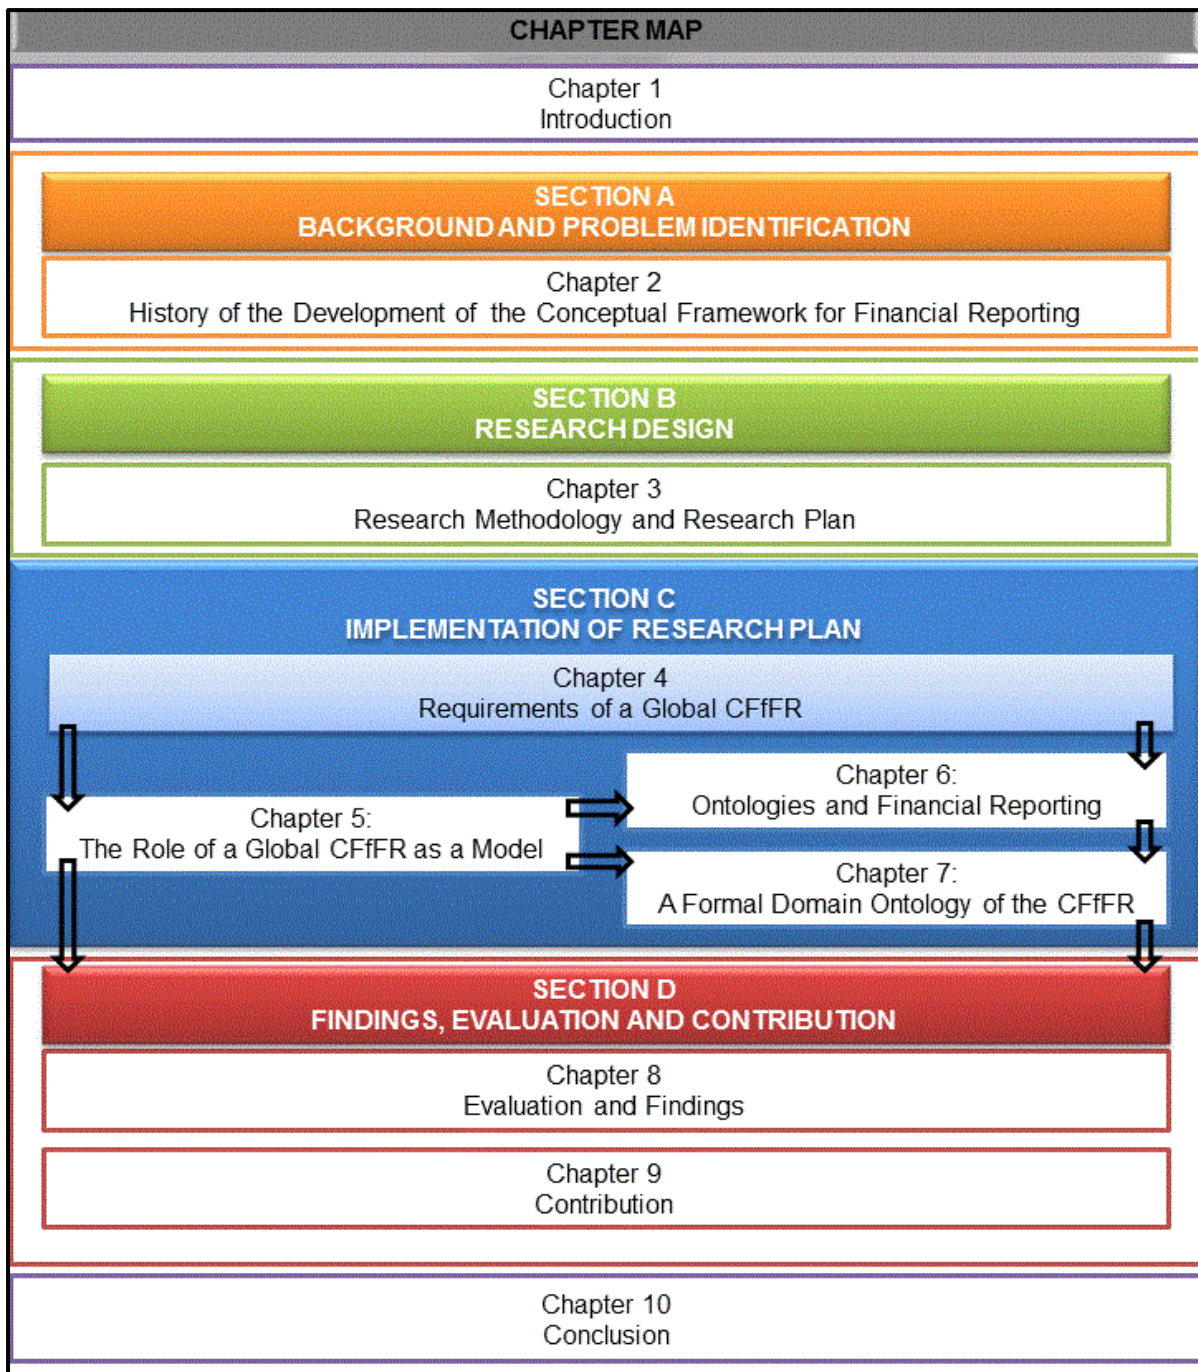 CHAPTER MAP
Chapter 1
Introduction
SECTION A
BACKGROUND AND PROBLEM IDENTIFICATION
Chapter 2
History of the Development of the Conceptual Framework for Financial Reporting
SECTION B
RESEARCH DESIGN
Chapter 3
Research Methodology and Research Plan
SECTION C
IMPLEMENTATION OF RESEARCH PLAN
Chapter 4
Requirements of a Global CFfFR
Chapter 5:
The Role of a Global CFfFR as a Model
Chapter 6:
Ontologies and Financial Reporting
Chapter 7:
A Formal Domain Ontology of the CFfFR
SECTION D
FINDINGS, EVALUATION AND CONTRIBUTION
Chapter 8
Evaluation and Findings
Chapter 9
Contribution
Chapter 10
Conclusion